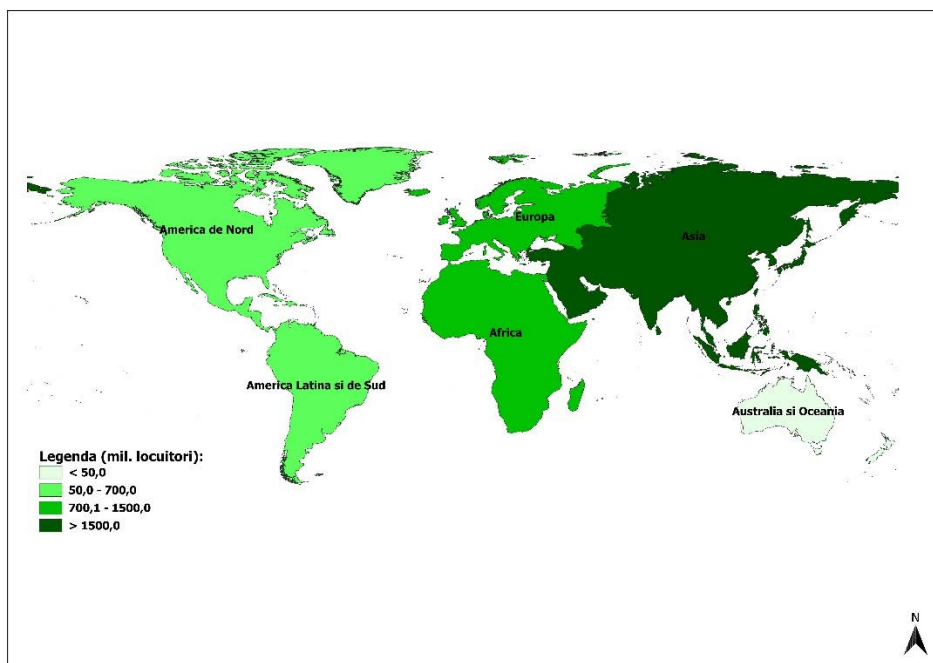 America de Nord
Europa
Asia
Africa
America Latina si de Sud
Australia si Oceania
Legenda (mil. locuitori):
< 50,0
50,0 - 700,0
700,1 - 1500,0
> 1500,0
N